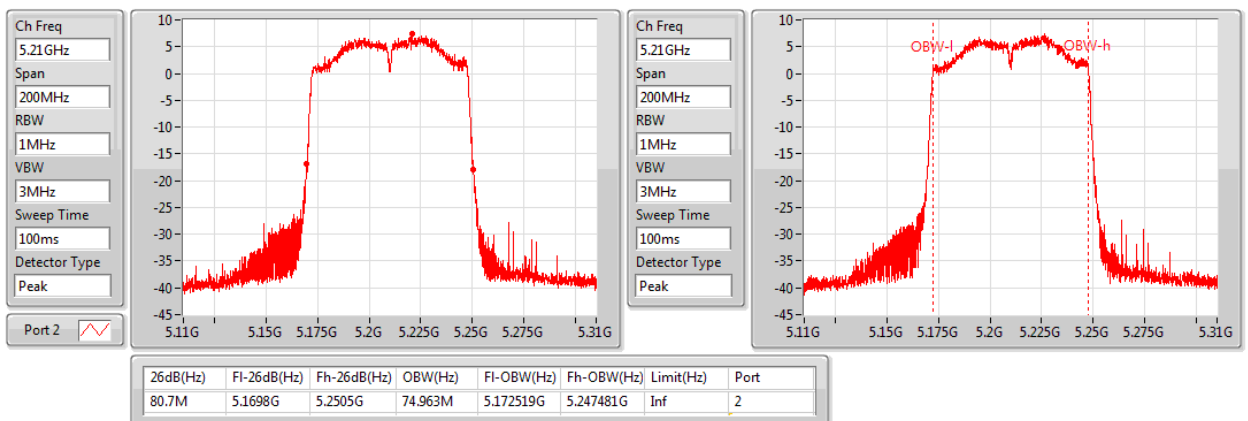 Ch Freq
5.21GHz
Span
200MHz
RBW
1MHz
VBW
3MHz
Sweep Time
100ms
Detector Type
Peak
Port 2
10
5
0
-5
-10
-15
-20
-25
-30
-35
-40
-45
5.11G 5.15G 5.175G 5.2G 5.225G 5.25G 5.275G 5.31G
Ch Freq
5.21GHz
Span
200MHz
RBW
1MHz
VBW
3MHz
Sweep Time
100ms
Detector Type
Peak
10
5
0
-5
-10
-15
-20
-25
-30
-35
-40
-45
OBW-l OBW-h
5.11G 5.15G 5.175G 5.2G 5.225G 5.25G 5.275G 5.31G
26dB(Hz) Fl-26dB(Hz) Fh-26dB(Hz) OBW(Hz) Fl-OBW(Hz) Fh-OBW(Hz) Limit(Hz) Port
80.7M 5.1698G 5.2505G 74.963M 5.172519G 5.247481G Inf 2